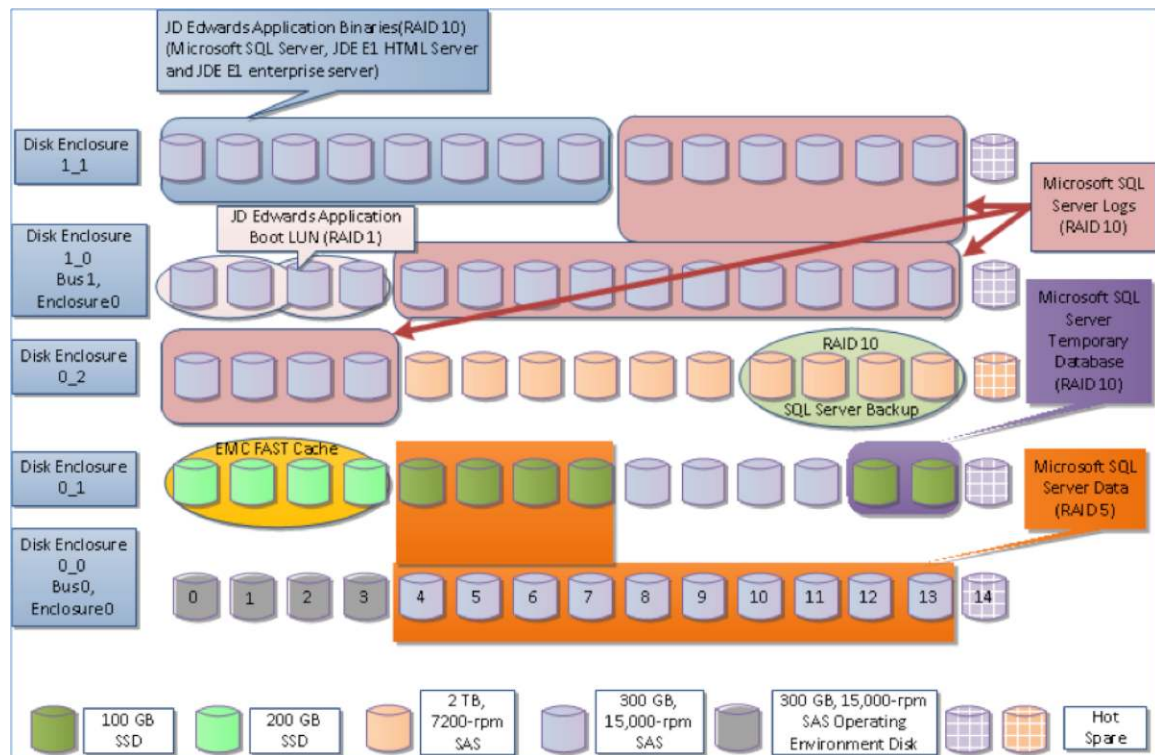 JD Edwards Application Binaries(RAID 10)
(Microsoft SQL Server, JDE E1 HTML Server
and JDE E1 enterprise server)
Disk Enclosure
1_1
Microsoft SQL
Server Logs
(RAID 10)
JD Edwards Application
Boot LUN (RAID 1)
Disk Enclosure
1_0
Bus1,
Enclosure0
Microsoft SQL
Server
Temporary
Database
(RAID 10)
Disk Enclosure
0_2
RAID 10
SQL Server Backup
Disk Enclosure
0_1
EMC FAST Cache
Microsoft SQL
Server Data
(RAID 5)
Disk Enclosure
0_0
Bus0,
Enclosure0
0 1 2 3 4 5 6 7 8 9 10 11 12 13 14
100 GB
SSD
200 GB
SSD
2 TB,
7200-rpm
SAS
300 GB,
15,000-rpm
SAS
300 GB, 15,000-rpm
SAS Operating
Environment Disk
Hot
Spare